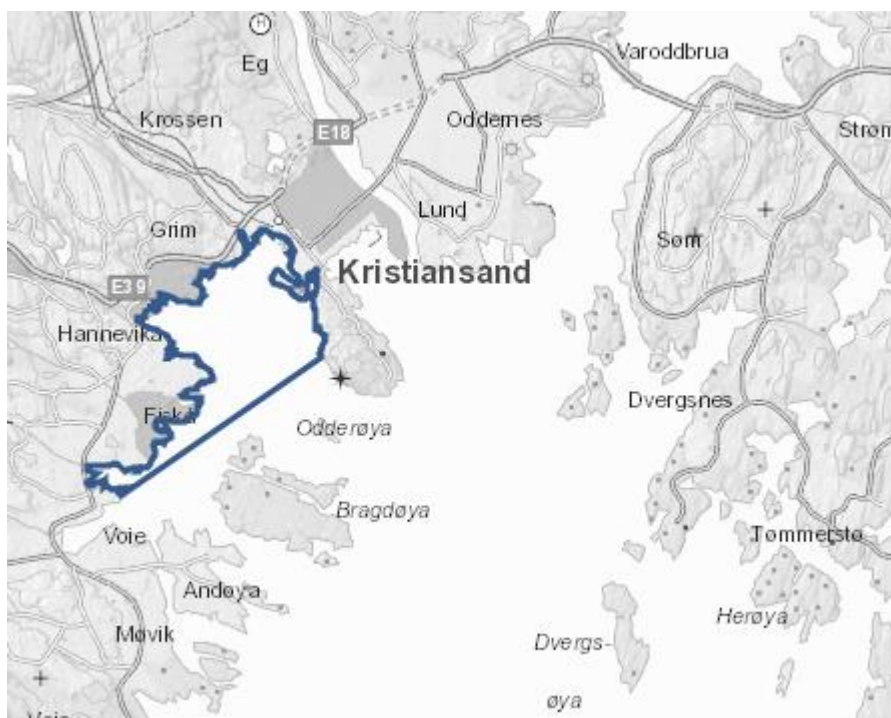 H
Varoddbrua
Eg
Krossen
E18
Oddernes
Strøm
Grim
Lund
Søm
Kristiansand
E39
Hannevika
Dvergsnes
Fiskå
Odderøya
Bragdøya
Voie
Tømmerstø
Andøya
Herøya
Møvik
Dvergs-
øya